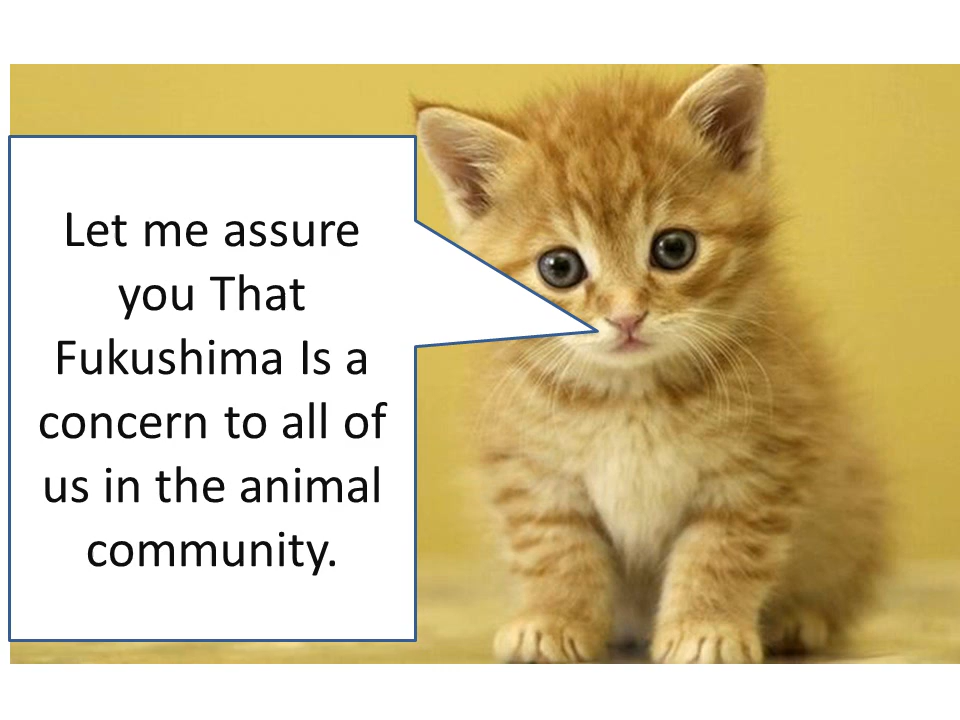 Let me assure
you That
Fukushima Is a
concern to all of
us in the animal
community.